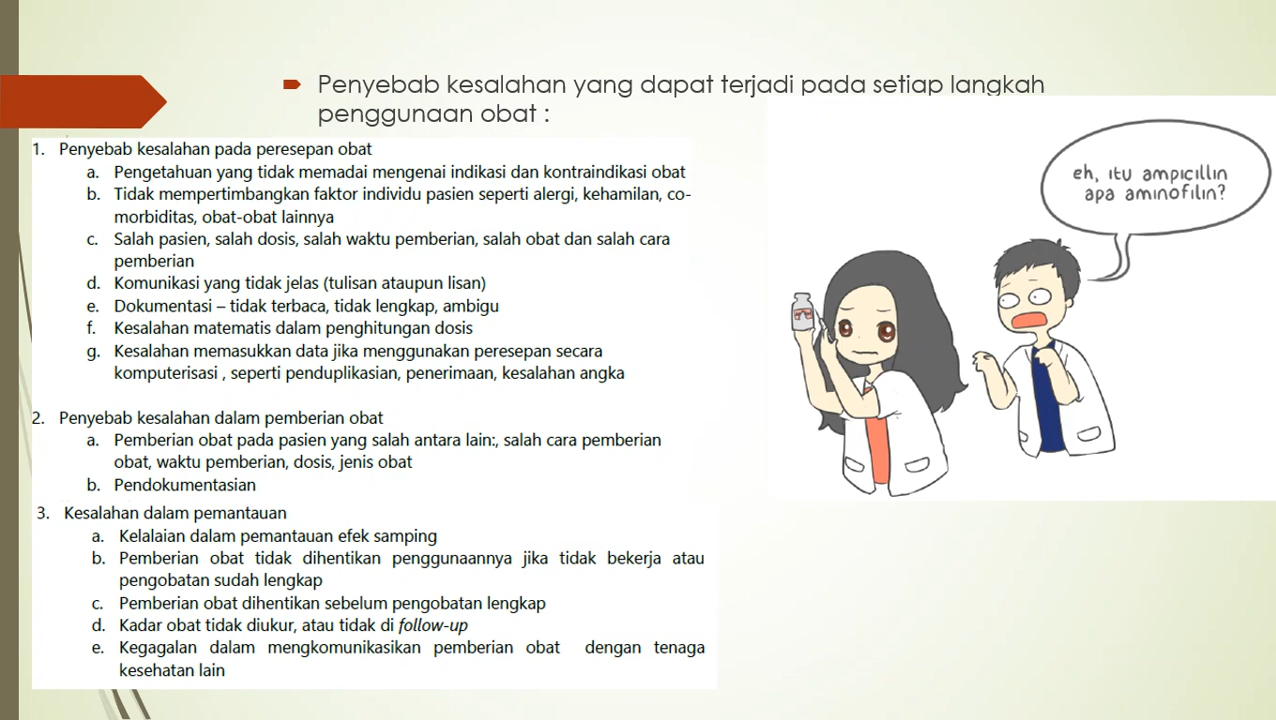 Penyebab kesalahan yang dapat terjadi pada setiap langkah
penggunaan obat :
1. Penyebab kesalahan pada peresepan obat
a. Pengetahuan yang tidak memadai mengenai indikasi dan kontraindikasi obat
b. Tidak mempertimbangkan faktor individu pasien seperti alergi, kehamilan, co-
morbiditas, obat-obat lainnya
c. Salah pasien, salah dosis, salah waktu pemberian, salah obat dan salah cara
pemberian
d. Komunikasi yang tidak jelas (tulisan ataupun lisan)
e. Dokumentasi – tidak terbaca, tidak lengkap, ambigu
f. Kesalahan matematis dalam penghitungan dosis
g. Kesalahan memasukkan data jika menggunakan peresepan secara
komputerisasi , seperti penduplikasian, penerimaan, kesalahan angka
2. Penyebab kesalahan dalam pemberian obat
a. Pemberian obat pada pasien yang salah antara lain:, salah cara pemberian
obat, waktu pemberian, dosis, jenis obat
b. Pendokumentasian
3. Kesalahan dalam pemantauan
a. Kelalaian dalam pemantauan efek samping
b. Pemberian obat tidak dihentikan penggunaannya jika tidak bekerja atau
pengobatan sudah lengkap
c. Pemberian obat dihentikan sebelum pengobatan lengkap
d. Kadar obat tidak diukur, atau tidak di follow-up
e. Kegagalan dalam mengkomunikasikan pemberian obat dengan tenaga
kesehatan lain
eh, itu ampicillin
apa aminofilin?